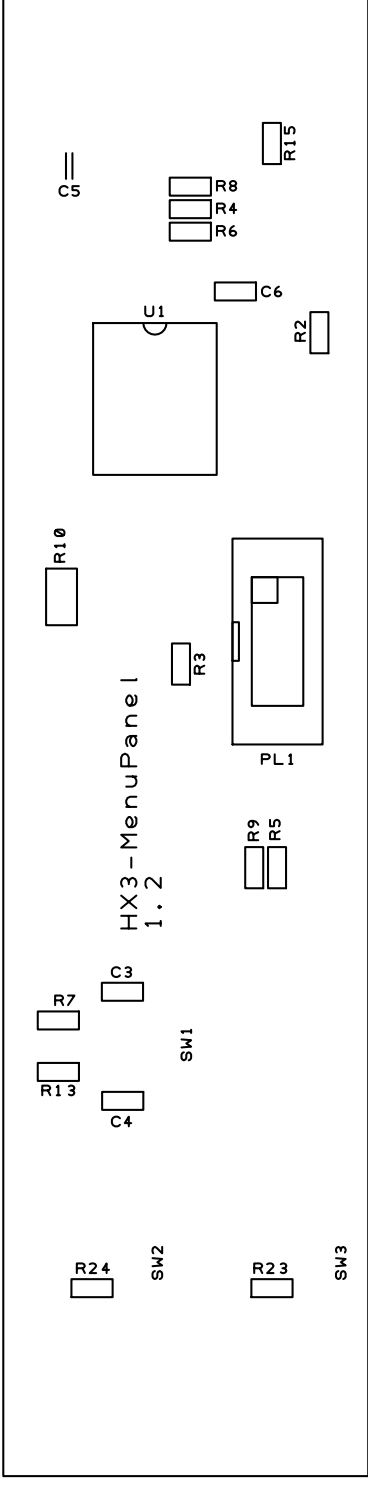 R15
C5
R8
R4
R6
C6
U1
R2
R10
R3
HX3-MenuPanel
1.2
PL1
R9
R5
C3
R7
SW1
R13
C4
R24
SW2
R23
SW3